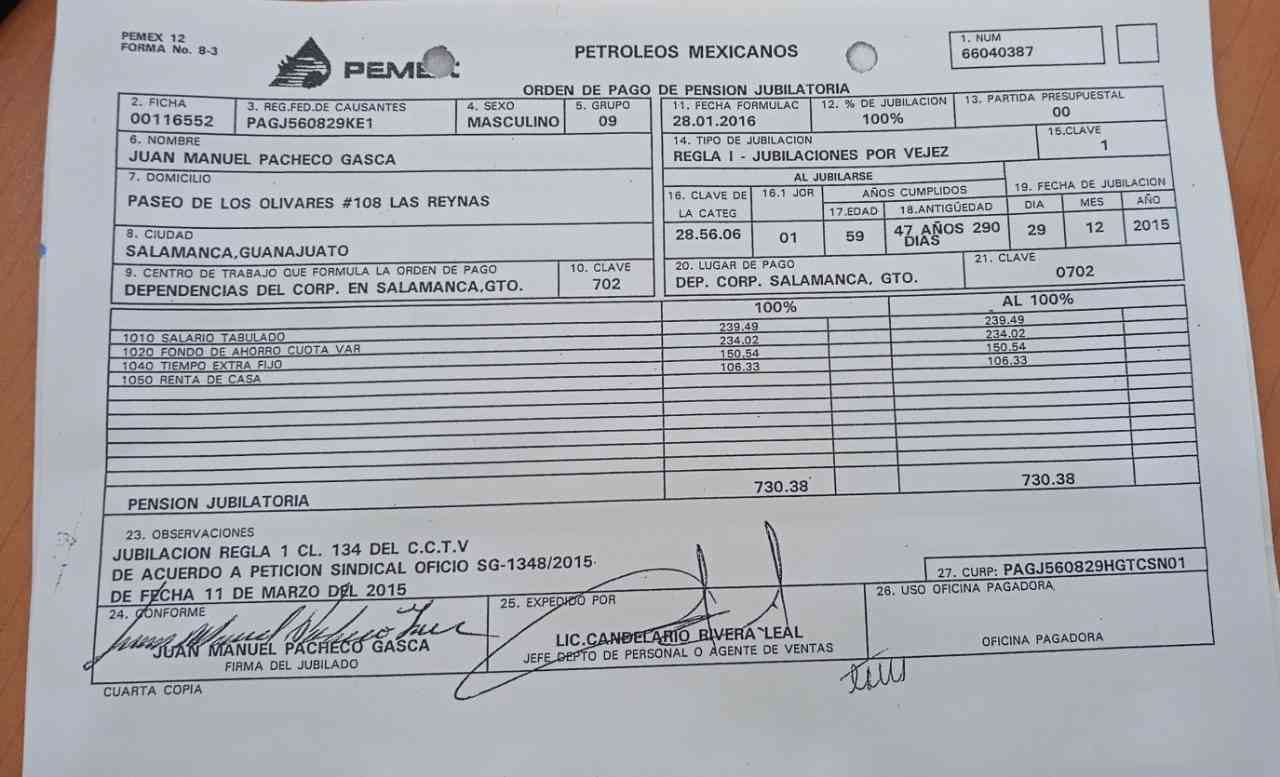 PEMEX 12
FORMA No. 8-3
PEMEX
PETROLEOS MEXICANOS
1. NUM
66040387
ORDEN DE PAGO DE PENSION JUBILATORIA
2. FICHA
00116552
3. REG.FED.DE CAUSANTES
PAGJ560829KE1
4. SEXO
MASCULINO
5. GRUPO
09
11. FECHA FORMULAC
28.01.2016
12. % DE JUBILACION
100%
13. PARTIDA PRESUPUESTAL
00
6. NOMBRE
JUAN MANUEL PACHECO GASCA
14. TIPO DE JUBILACION
REGLA I - JUBILACIONES POR VEJEZ
15.CLAVE
1
7. DOMICILIO
PASEO DE LOS OLIVARES #108 LAS REYNAS
AL JUBILARSE
16. CLAVE DE
LA CATEG
28.56.06
16.1 JOR
01
AÑOS CUMPLIDOS
17.EDAD
59
18.ANTIGÜEDAD
47 AÑOS 290
DIAS
19. FECHA DE JUBILACION
DIA MES AÑO
29 12 2015
8. CIUDAD
SALAMANCA,GUANAJUATO
9. CENTRO DE TRABAJO QUE FORMULA LA ORDEN DE PAGO
DEPENDENCIAS DEL CORP. EN SALAMANCA,GTO.
10. CLAVE
702
20. LUGAR DE PAGO
DEP. CORP. SALAMANCA, GTO.
21. CLAVE
0702
100% AL 100%
1010 SALARIO TABULADO 239.49 239.49
1020 FONDO DE AHORRO CUOTA VAR 234.02 234.02
1040 TIEMPO EXTRA FIJO 150.54 150.54
1050 RENTA DE CASA 106.33 106.33
PENSION JUBILATORIA 730.38 730.38
23. OBSERVACIONES
JUBILACION REGLA 1 CL. 134 DEL C.C.T.V
DE ACUERDO A PETICION SINDICAL OFICIO SG-1348/2015
DE FECHA 11 DE MARZO DEL 2015
27. CURP: PAGJ560829HGTCSN01
24. CONFORME
JUAN MANUEL PACHECO GASCA
FIRMA DEL JUBILADO
25. EXPEDIDO POR
LIC.CANDELARIO RIVERA LEAL
JEFE DEPTO DE PERSONAL O AGENTE DE VENTAS
26. USO OFICINA PAGADORA
OFICINA PAGADORA
CUARTA COPIA